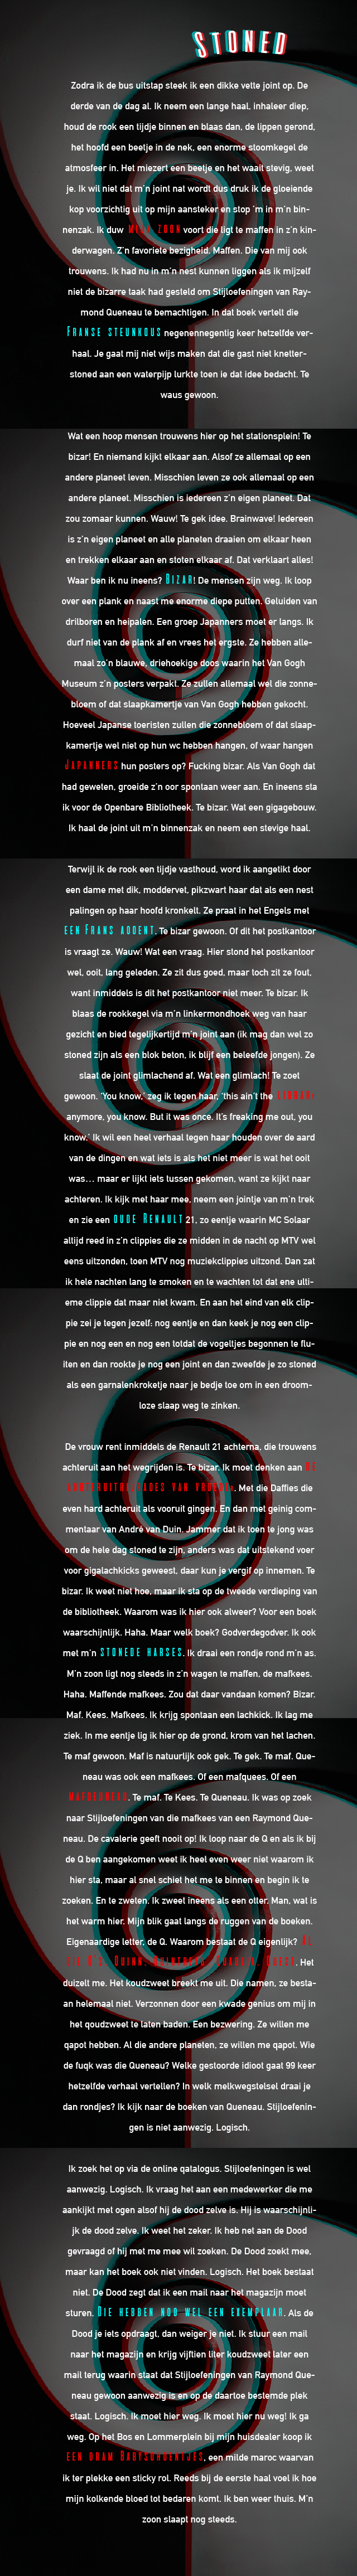 STONED
Zodra ik de bus uitstap steek ik een dikke vette joint op. De
derde van de dag al. Ik neem een lange haal, inhaleer diep,
houd de rook een tijdje binnen en blaas dan, de lippen gerond,
het hoofd een beetje in de nek, een enorme stoomkegel de
atmosfeer in. Het miezert een beetje en het waait stevig, weet
je. Ik wil niet dat m'n joint nat wordt dus druk ik de gloeiende
kop voorzichtig uit op mijn aansteker en stop 'm in m'n bin-
nenzak. Ik duw mijn zoon voort die ligt te maffen in z'n kin-
derwagen. Z'n favoriete bezigheid. Maffen. Die van mij ook
trouwens. Ik had nu in m'n nest kunnen liggen als ik mijzelf
niet de bizarre taak had gesteld om Stijloefeningen van Ray-
mond Queneau te bemachtigen. In dat boek vertelt die
Franse steunkous negenennegentig keer hetzelfde ver-
haal. Je gaat mij niet wijs maken dat die gast niet knetter-
stoned aan een waterpijp lurkte toen ie dat idee bedacht. Te
waus gewoon.
Wat een hoop mensen trouwens hier op het stationsplein! Te
bizar! En niemand kijkt elkaar aan. Alsof ze allemaal op een
andere planeet leven. Misschien leven ze ook allemaal op een
andere planeet. Misschien is iedereen z'n eigen planeet. Dat
zou zomaar kunnen. Wauw! Te gek idee. Brainwave! Iedereen
is z'n eigen planeet en alle planeten draaien om elkaar heen
en trekken elkaar aan en stoten elkaar af. Dat verklaart alles!
Waar ben ik nu ineens? Bizar! De mensen zijn weg. Ik loop
over een plank en naast me enorme diepe putten. Geluiden van
drilboren en heipalen. Een groep Japanners moet er langs. Ik
durf niet van de plank af en vrees het ergste. Ze hebben alle-
maal zo'n blauwe, driehoekige doos waarin het Van Gogh
Museum z'n posters verpakt. Ze zullen allemaal wel die zonne-
bloem of dat slaapkamertje van Van Gogh hebben gekocht.
Hoeveel Japanse toeristen zullen die zonnebloem of dat slaap-
kamertje wel niet op hun wc hebben hangen, of waar hangen
Japanners hun posters op? Fucking bizar. Als Van Gogh dat
had geweten, groeide z'n oor spontaan weer aan. En ineens sta
ik voor de Openbare Bibliotheek. Te bizar. Wat een gigagebouw.
Ik haal de joint uit m'n binnenzak en neem een stevige haal.
Terwijl ik de rook een tijdje vasthoud, word ik aangetikt door
een dame met dik, moddervet, pikzwart haar dat als een nest
palingen op haar hoofd kronkelt. Ze praat in het Engels met
een Frans accent. Te bizar gewoon. Of dit het postkantoor
is vraagt ze. Wauw! Wat een vraag. Hier stond het postkantoor
wel, ooit, lang geleden. Ze zit dus goed, maar toch zit ze fout,
want inmiddels is dit het postkantoor niet meer. Te bizar. Ik
blaas de rookkegel via m'n linkermondhoek weg van haar
gezicht en bied tegelijkertijd m'n joint aan (ik mag dan wel zo
stoned zijn als een blok beton, ik blijf een beleefde jongen). Ze
slaat de joint glimlachend af. Wat een glimlach! Te zoet
gewoon. 'You know,' zeg ik tegen haar, 'this ain't the
anymore, you know. But it was once. It's freaking me out, you
know.' Ik wil een heel verhaal tegen haar houden over de aard
van de dingen en wat iets is als het niet meer is wat het ooit
was… maar er lijkt iets tussen gekomen, want ze kijkt naar
achteren. Ik kijk met haar mee, neem een jointje van m'n trek
en zie een oude Renault 21, zo eentje waarin MC Solaar
altijd reed in z'n clippies die ze midden in de nacht op MTV wel
eens uitzonden, toen MTV nog muziekclippies uitzond. Dan zat
ik hele nachten lang te smoken en te wachten tot dat ene ulti-
eme clippie dat maar niet kwam. En aan het eind van elk clip-
pie zei je tegen jezelf: nog eentje en dan keek je nog een clip-
pie en nog een en nog een totdat de vogeltjes begonnen te flu-
iten en dan rookte je nog een joint en dan zweefde je zo stoned
als een garnalenkroketje naar je bedje toe om in een droom-
loze slaap weg te zinken.
De vrouw rent inmiddels de Renault 21 achterna, die trouwens
achteruit aan het wegrijden is. Te bizar. Ik moet denken aan de
achteruitrijraces van vroeger. Met die Daffies die
even hard achteruit als vooruit gingen. En dan met geinig com-
mentaar van André van Duin. Jammer dat ik toen te jong was
om de hele dag stoned te zijn, anders was dat uitstekend voer
voor gigalachkicks geweest, daar kun je vergif op innemen. Te
bizar. Ik weet niet hoe, maar ik sta op de tweede verdieping van
de bibliotheek. Waarom was ik hier ook alweer? Voor een boek
waarschijnlijk. Haha. Maar welk boek? Godverdegodver. Ik ook
met m'n stonede harses. Ik draai een rondje rond m'n as.
M'n zoon ligt nog steeds in z'n wagen te maffen, de mafkees.
Haha. Maffende mafkees. Zou dat daar vandaan komen? Bizar.
Maf. Kees. Mafkees. Ik krijg spontaan een lachkick. Ik lag me
ziek. In me eentje lig ik hier op de grond, krom van het lachen.
Te maf gewoon. Maf is natuurlijk ook gek. Te gek. Te maf. Que-
neau was ook een mafkees. Of een mafquees. Of een
mafqueneau. Te maf. Te Kees. Te Queneau. Ik was op zoek
naar Stijloefeningen van die mafkees van een Raymond Que-
neau. De cavalerie geeft nooit op! Ik loop naar de Q en als ik bij
de Q ben aangekomen weet ik heel even weer niet waarom ik
hier sta, maar al snel schiet het me te binnen en begin ik te
zoeken. En te zweten. Ik zweet ineens als een otter. Man, wat is
het warm hier. Mijn blik gaat langs de ruggen van de boeken.
Eigenaardige letter, de Q. Waarom bestaat de Q eigenlijk? Al
die Q's. Quinn. Quintreau. Quadri. Qaisy. Het
duizelt me. Het koudzweet breekt me uit. Die namen, ze besta-
an helemaal niet. Verzonnen door een kwade genius om mij in
het qoudzweet te laten baden. Een bezwering. Ze willen me
qapot hebben. Al die andere planeten, ze willen me qapot. Wie
de fuqk was die Queneau? Welke gestoorde idioot gaat 99 keer
hetzelfde verhaal vertellen? In welk melkwegstelsel draai je
dan rondjes? Ik kijk naar de boeken van Queneau. Stijloefenin-
gen is niet aanwezig. Logisch.
Ik zoek het op via de online qatalogus. Stijloefeningen is wel
aanwezig. Logisch. Ik vraag het aan een medewerker die me
aankijkt met ogen alsof hij de dood zelve is. Hij is waarschijnli-
jk de dood zelve. Ik weet het zeker. Ik heb net aan de Dood
gevraagd of hij met me mee wil zoeken. De Dood zoekt mee,
maar kan het boek ook niet vinden. Logisch. Het boek bestaat
niet. De Dood zegt dat ik een mail naar het magazijn moet
sturen. Die hebben nog wel een exemplaar. Als de
Dood je iets opdraagt, dan weiger je niet. Ik stuur een mail
naar het magazijn en krijg vijftien liter koudzweet later een
mail terug waarin staat dat Stijloefeningen van Raymond Que-
neau gewoon aanwezig is en op de daartoe bestemde plek
staat. Logisch. Ik moet hier weg. Ik moet hier nu weg! Ik ga
weg. Op het Bos en Lommerplein bij mijn huisdealer koop ik
een gram Babyschoentjes, een milde maroc waarvan
ik ter plekke een sticky rol. Reeds bij de eerste haal voel ik hoe
mijn kolkende bloed tot bedaren komt. Ik ben weer thuis. M'n
zoon slaapt nog steeds.